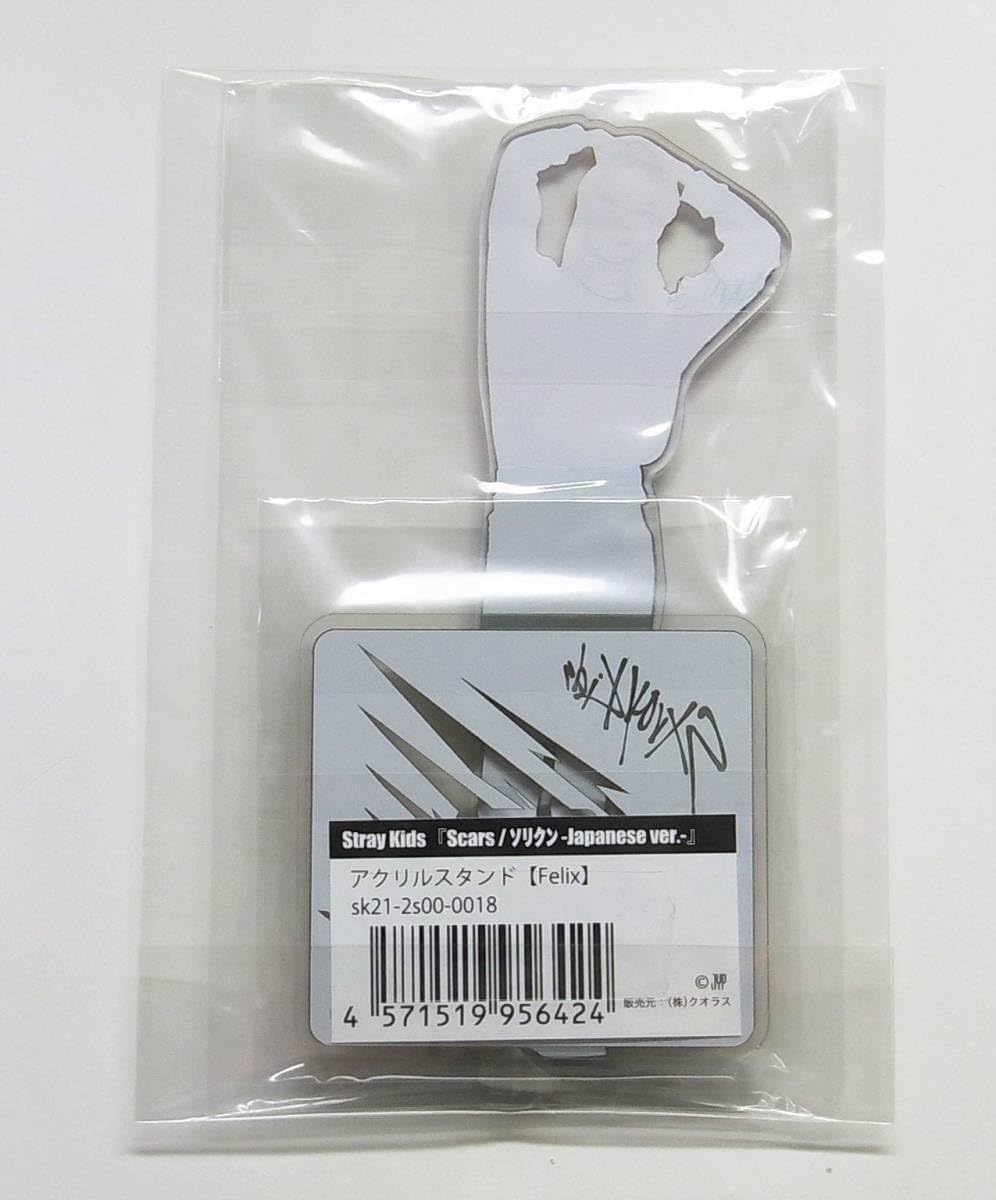 Stray Kids 『Scars / ソリクン -Japanese ver.-』
アクリルスタンド【Felix】
sk21-2s00-0018
4 571519 956424
© JYP
販売元:(株)クオラス